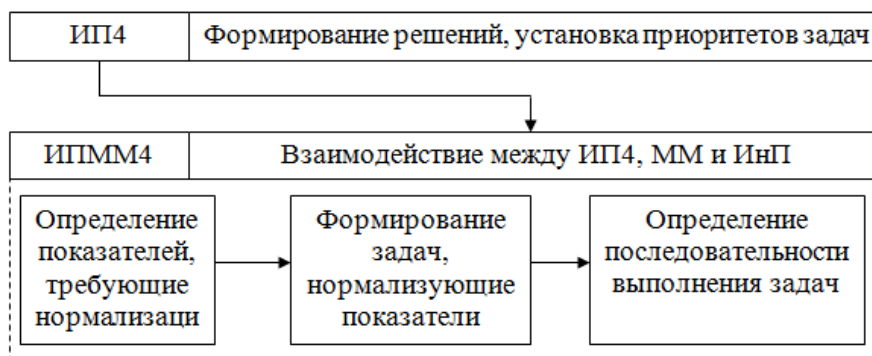 ИП4
Формирование решений, установка приоритетов задач
ИПММ4
Взаимодействие между ИП4, ММ и ИнП
Определение
показателей,
требующие
нормализаци
Формирование
задач,
нормализующие
показатели
Определение
последовательности
выполнения задач